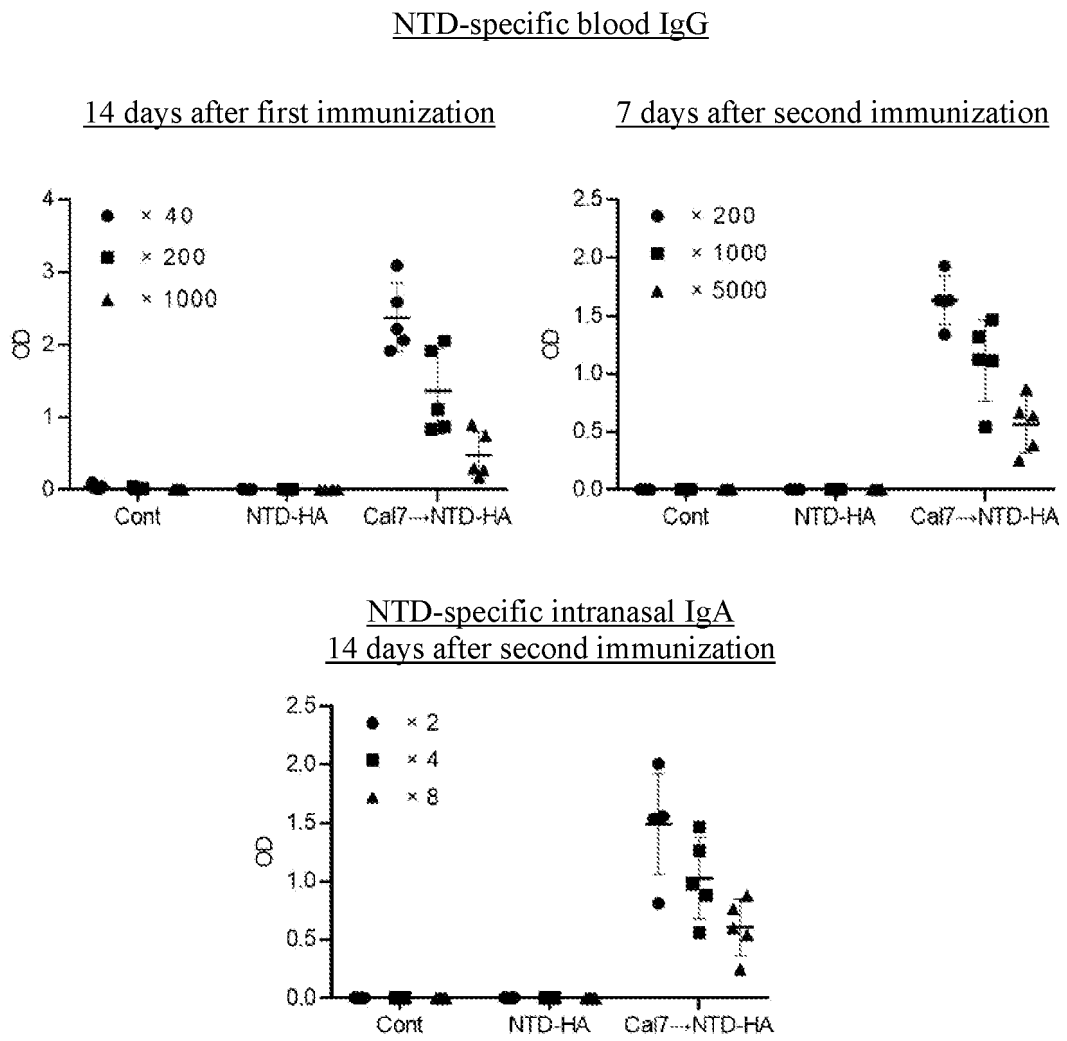 NTD-specific blood IgG
14 days after first immunization
4
3
2
1
0
OD
× 40
× 200
× 1000
Cont
NTD-HA
Cal7→NTD-HA
7 days after second immunization
2.5
2.0
1.5
1.0
0.5
0.0
OD
× 200
× 1000
× 5000
Cont
NTD-HA
Cal7→NTD-HA
NTD-specific intranasal IgA
14 days after second immunization
2.5
2.0
1.5
1.0
0.5
0.0
OD
× 2
× 4
× 8
Cont
NTD-HA
Cal7→NTD-HA